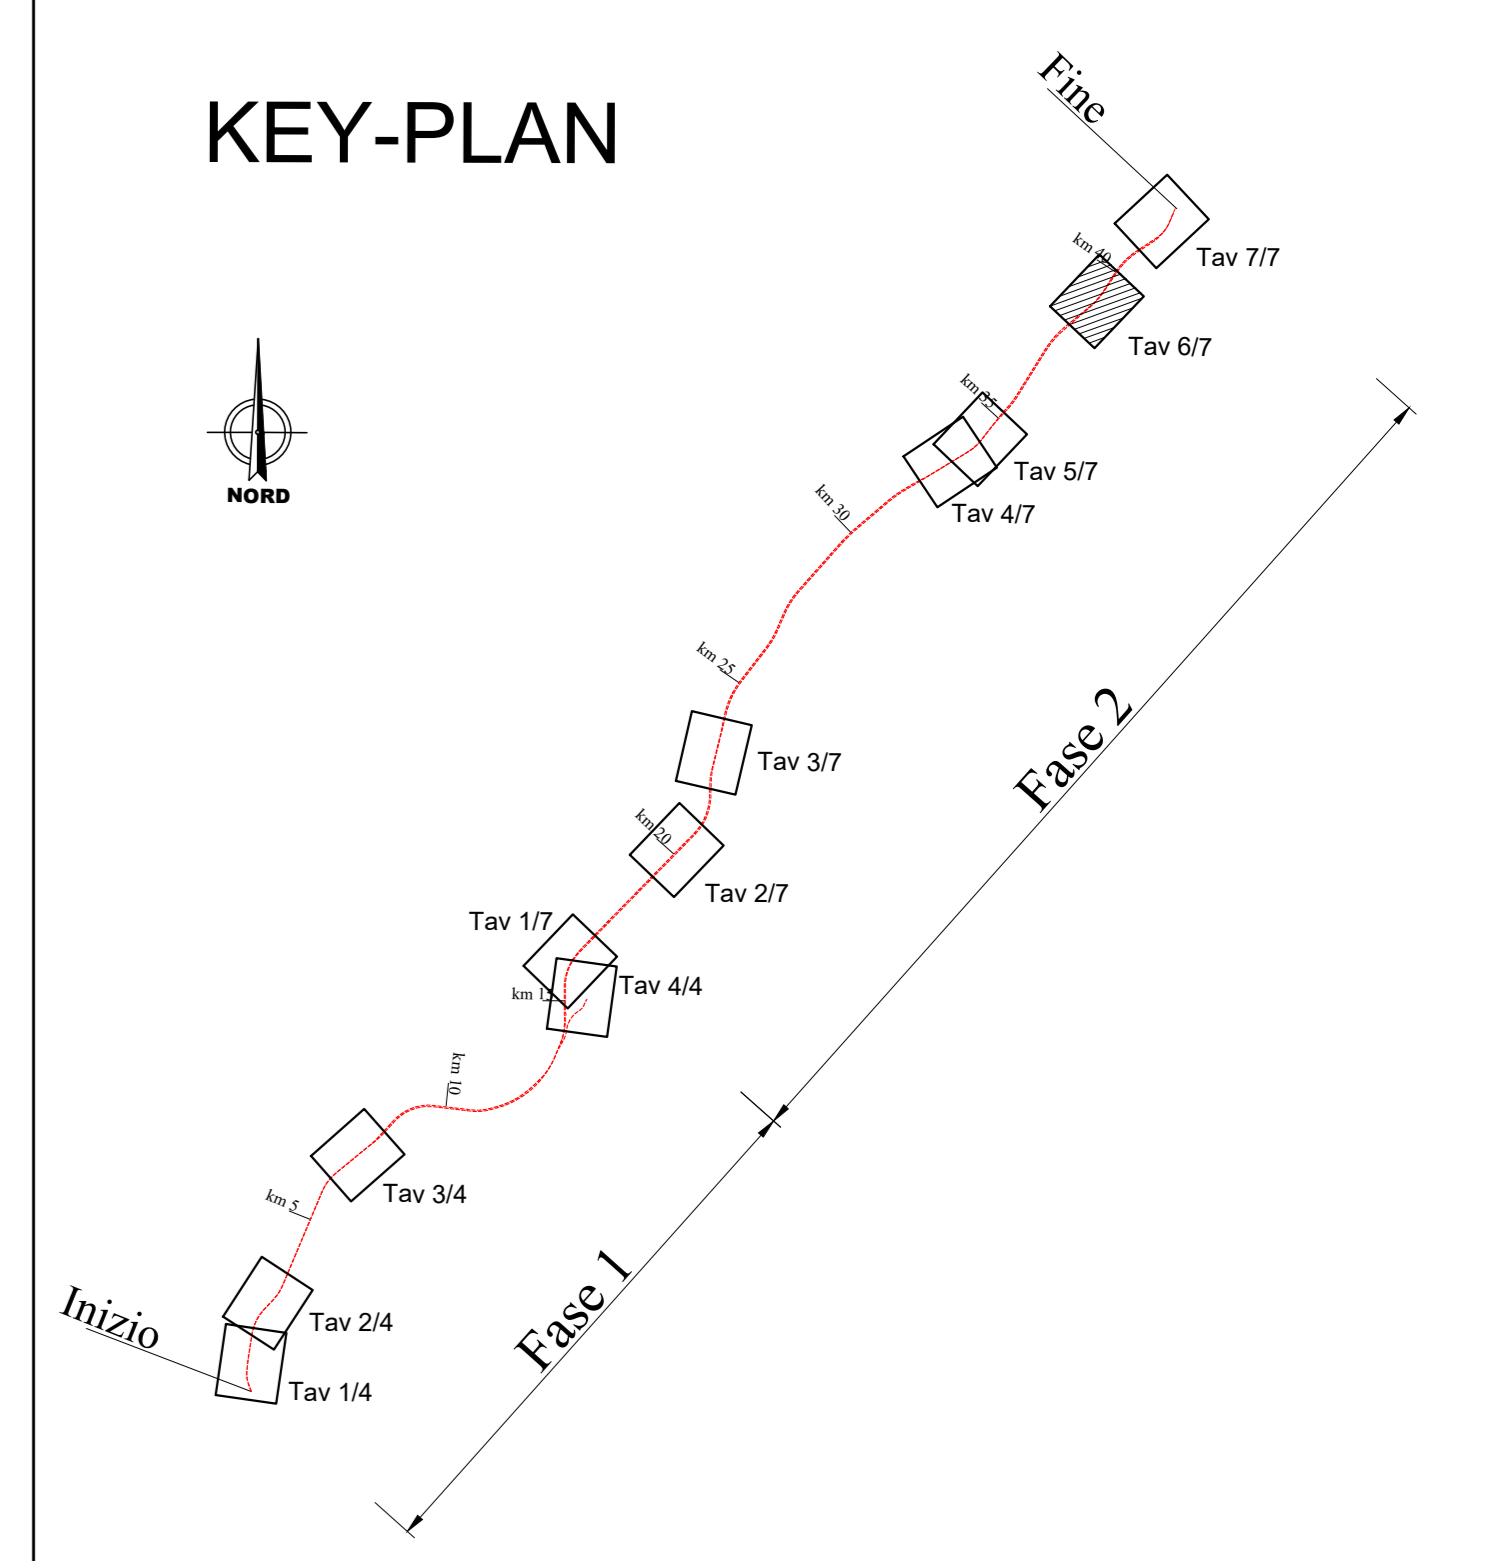 KEY-PLAN
Fine
Tav 7/7
km 40
Tav 6/7
NORD
km 35
Tav 5/7
Tav 4/7
km 30
km 25
Fase 2
Tav 3/7
km 20
Tav 2/7
Tav 1/7
Tav 4/4
km 10
Tav 3/4
km 5
Fase 1
Inizio
Tav 2/4
Tav 1/4